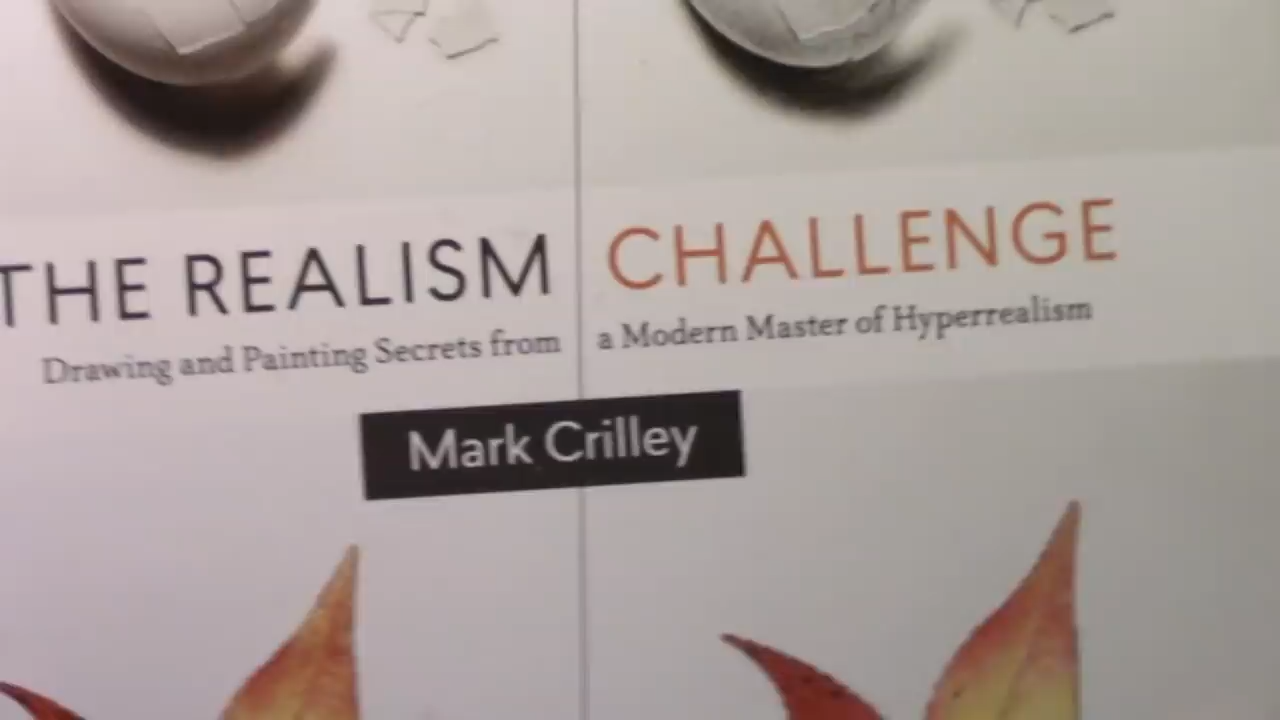 THE REALISM CHALLENGE
Drawing and Painting Secrets from a Modern Master of Hyperrealism
Mark Crilley